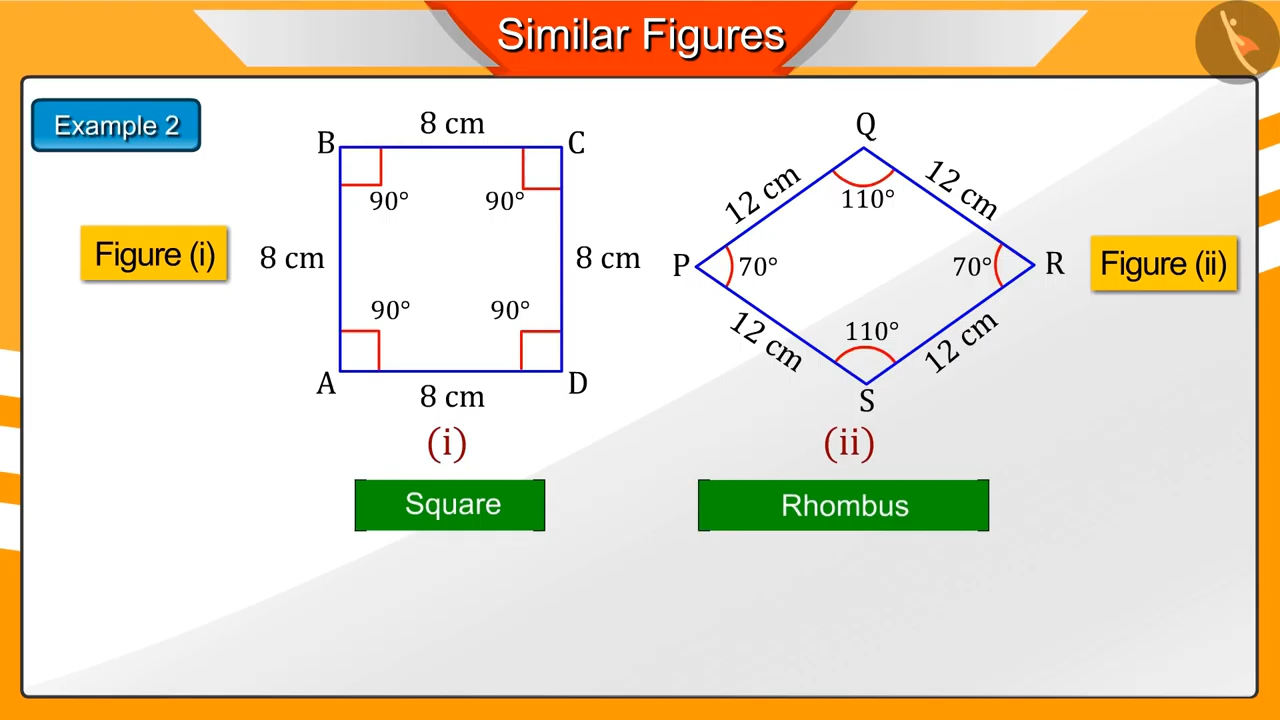 Similar Figures
Example 2
8 cm
B
C
90°
90°
Figure (i)
8 cm
8 cm
90°
90°
A
D
8 cm
(i)
Square
Q
12 cm
12 cm
110°
P
70°
70°
R
Figure (ii)
110°
12 cm
12 cm
S
(ii)
Rhombus